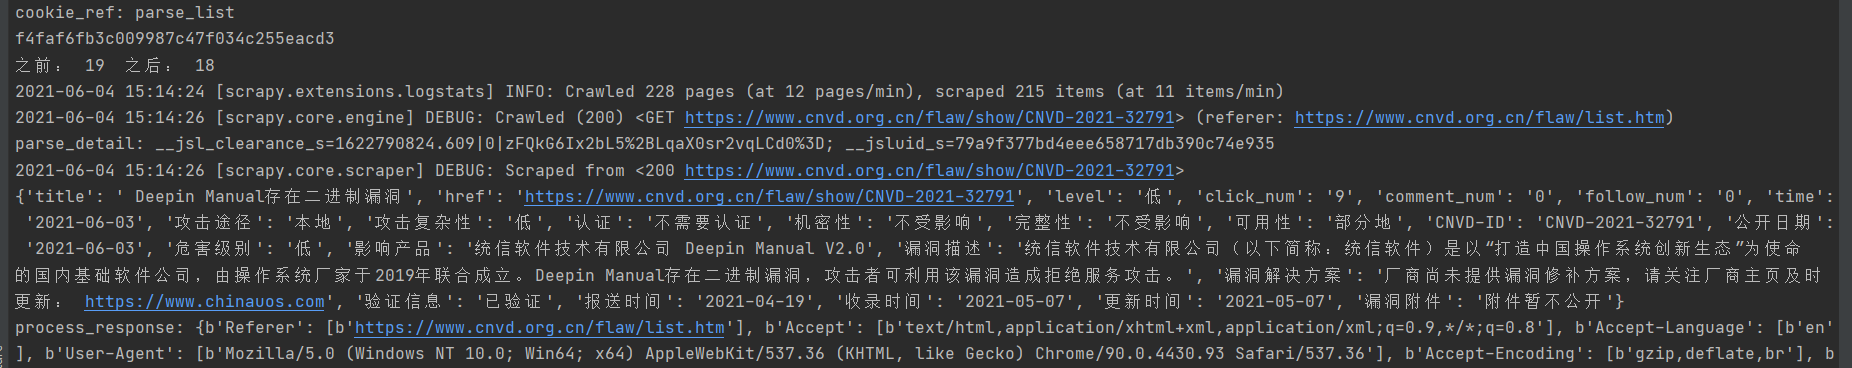 cookie_ref: parse_list
f4faf6fb3c009987c47f034c255eacd3
之前： 19  之后： 18
2021-06-04 15:14:24 [scrapy.extensions.logstats] INFO: Crawled 228 pages (at 12 pages/min), scraped 215 items (at 11 items/min)
2021-06-04 15:14:26 [scrapy.core.engine] DEBUG: Crawled (200) <GET https://www.cnvd.org.cn/flaw/show/CNVD-2021-32791> (referer: https://www.cnvd.org.cn/flaw/list.htm)
parse_detail: __jsl_clearance_s=1622790824.609|0|zFQkG6Ix2bL5%2BLqaX0sr2vqLCd0%3D; __jsluid_s=79a9f377bd4eee658717db390c74e935
2021-06-04 15:14:26 [scrapy.core.scraper] DEBUG: Scraped from <200 https://www.cnvd.org.cn/flaw/show/CNVD-2021-32791>
{'title': ' Deepin Manual存在二进制漏洞', 'href': 'https://www.cnvd.org.cn/flaw/show/CNVD-2021-32791', 'level': '低', 'click_num': '9', 'comment_num': '0', 'follow_num': '0', 'time':
'2021-06-03', '攻击途径': '本地', '攻击复杂性': '低', '认证': '不需要认证', '机密性': '不受影响', '完整性': '不受影响', '可用性': '部分地', 'CNVD-ID': 'CNVD-2021-32791', '公开日期':
'2021-06-03', '危害级别': '低', '影响产品': '统信软件技术有限公司 Deepin Manual V2.0', '漏洞描述': '统信软件技术有限公司（以下简称：统信软件）是以“打造中国操作系统创新生态”为使命
的国内基础软件公司，由操作系统厂家于2019年联合成立。Deepin Manual存在二进制漏洞，攻击者可利用该漏洞造成拒绝服务攻击。', '漏洞解决方案': '厂商尚未提供漏洞修补方案，请关注厂商主页及时
更新： https://www.chinauos.com', '验证信息': '已验证', '报送时间': '2021-04-19', '收录时间': '2021-05-07', '更新时间': '2021-05-07', '漏洞附件': '附件暂不公开'}
process_response: {b'Referer': [b'https://www.cnvd.org.cn/flaw/list.htm'], b'Accept': [b'text/html,application/xhtml+xml,application/xml;q=0.9,*/*;q=0.8'], b'Accept-Language': [b'en'
], b'User-Agent': [b'Mozilla/5.0 (Windows NT 10.0; Win64; x64) AppleWebKit/537.36 (KHTML, like Gecko) Chrome/90.0.4430.93 Safari/537.36'], b'Accept-Encoding': [b'gzip,deflate,br'], b